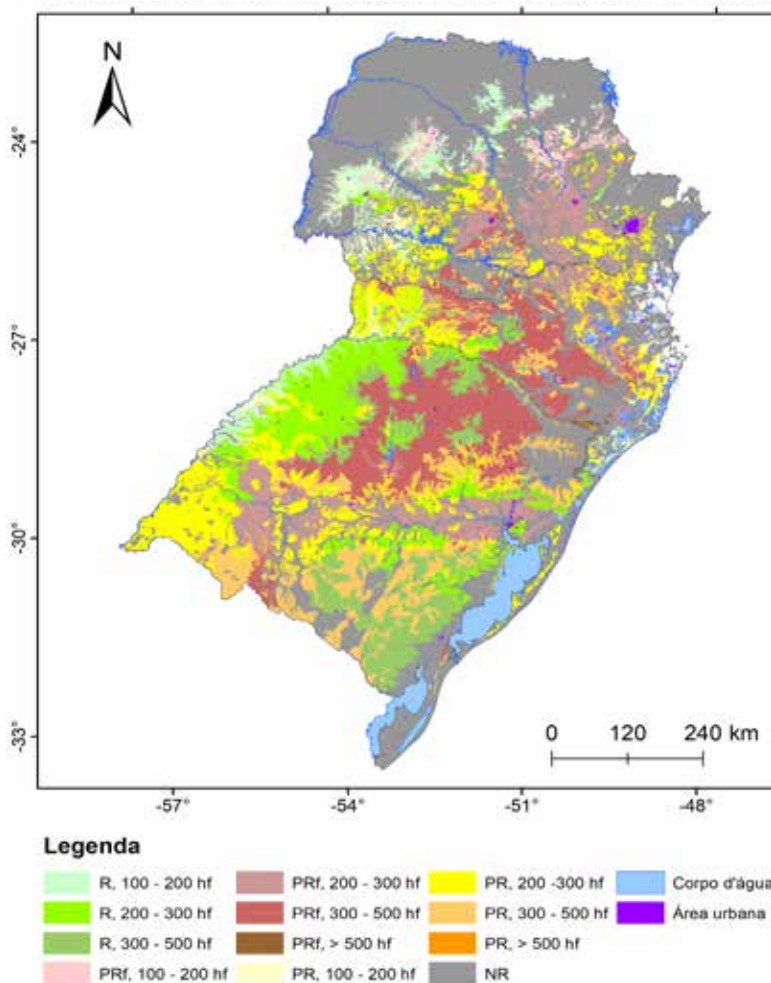 N
-24°
-27°
-30°
-33°
0 120 240 km
-57° -54° -51° -48°
Legenda
R, 100 - 200 hf
R, 200 - 300 hf
R, 300 - 500 hf
PRf, 100 - 200 hf
PRf, 200 - 300 hf
PRf, 300 - 500 hf
PRf, > 500 hf
PR, 100 - 200 hf
PR, 200 -300 hf
PR, 300 - 500 hf
PR, > 500 hf
NR
Corpo d'água
Área urbana